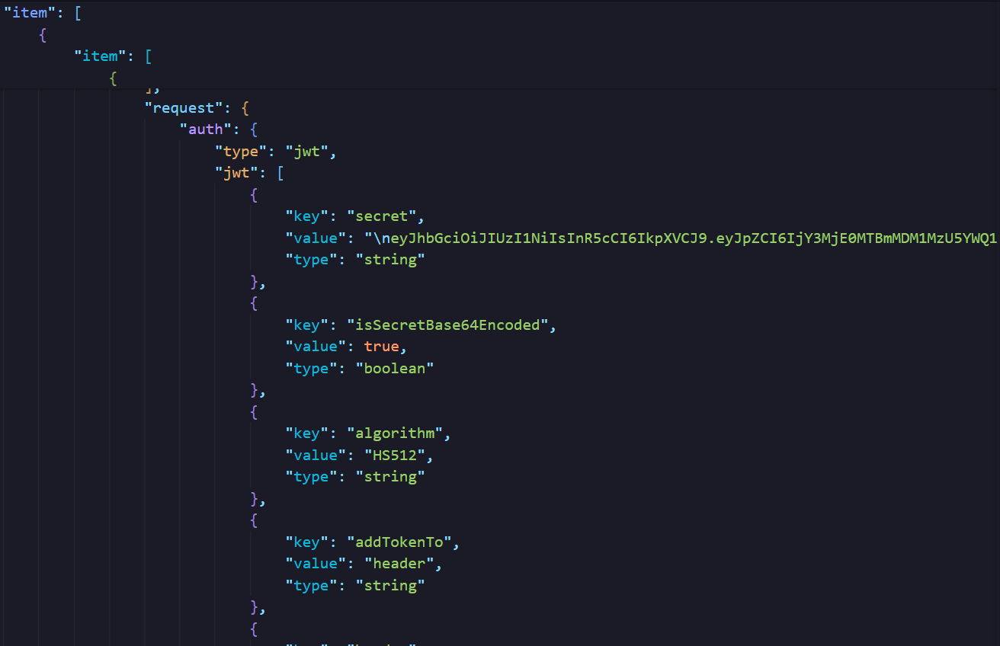 "item": [
{
"item": [
{
],
"request": {
"auth": {
"type": "jwt",
"jwt": [
{
"key": "secret",
"value": "\neyJhbGciOiJIUzI1NiIsInR5cCI6IkpXVCJ9.eyJpZCI6IjY3MjE0MTBmMDM1MzU5YWQ1
"type": "string"
},
{
"key": "isSecretBase64Encoded",
"value": true,
"type": "boolean"
},
{
"key": "algorithm",
"value": "HS512",
"type": "string"
},
{
"key": "addTokenTo",
"value": "header",
"type": "string"
},
{